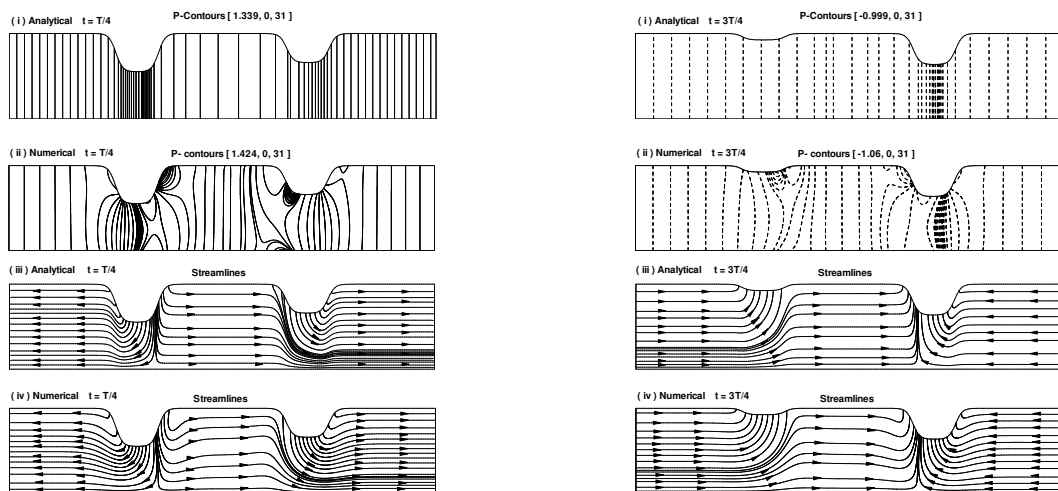 ( i ) Analytical t = T/4 P-Contours [ 1.339, 0, 31 ]
( ii ) Numerical t = T/4 P- contours [ 1.424, 0, 31 ]
( iii ) Analytical t = T/4 Streamlines
( iv ) Numerical t = T/4 Streamlines
( i ) Analytical t = 3T/4 P-Contours [ -0.999, 0, 31 ]
( ii ) Numerical t = 3T/4 P- contours [ -1.06, 0, 31 ]
( iii ) Analytical t = 3T/4 Streamlines
( iv ) Numerical t = 3T/4 Streamlines